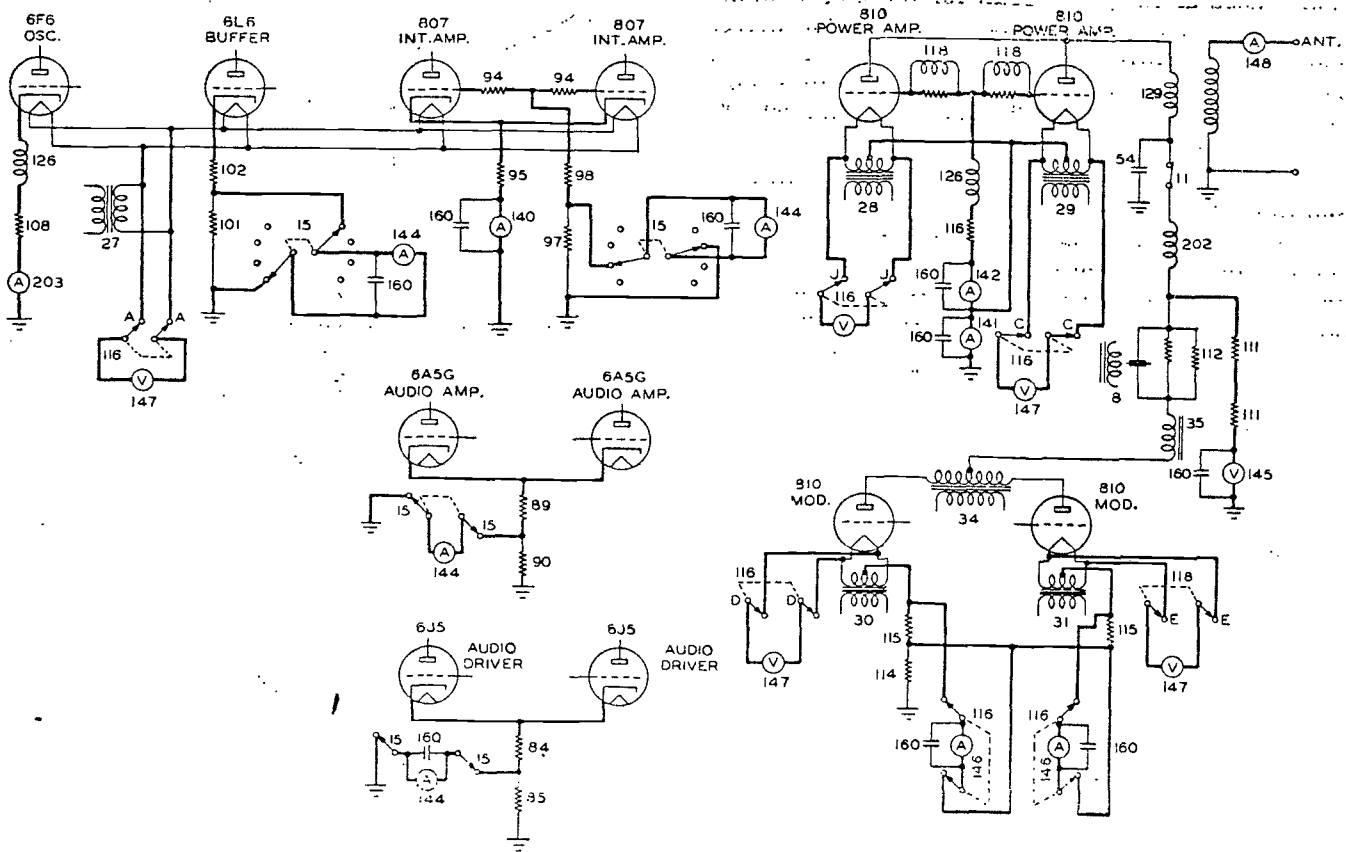 6F6
OSC.
6L6
BUFFER
807
INT. AMP.
807
INT. AMP.
810
POWER AMP.
810
POWER AMP.
118
118
A
148
ANT.
94
94
129
126
102
95
98
126
54
11
27
28
29
108
101
15
144
A
160
140
A
97
15
160
144
A
116
202
A
203
160
J
J
116
V
160
142
A
141
A
160
C
C
116
V
147
A
A
116
V
147
8
112
111
111
35
160
V
145
6A5G
AUDIO AMP.
6A5G
AUDIO AMP.
15
A
144
15
89
90
810
MOD.
34
810
MOD.
116
D
D
V
147
30
31
118
E
E
V
147
115
114
115
6J5
AUDIO
DRIVER
6J5
AUDIO
DRIVER
15
160
A
144
15
84
85
116
160
A
146
116
A
146
160